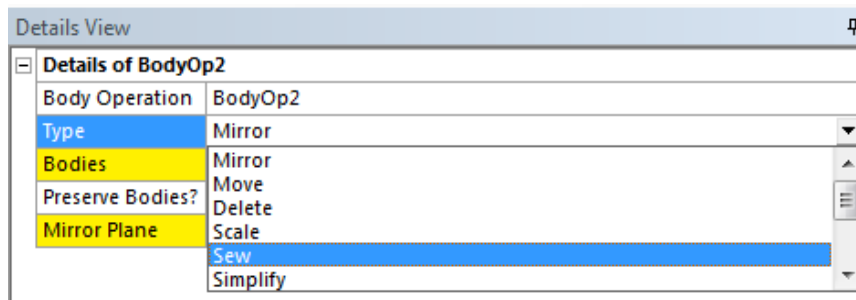 Details View
Details of BodyOp2
Body Operation BodyOp2
Type Mirror
Bodies Mirror
Move
Preserve Bodies? Delete
Mirror Plane Scale
Sew
Simplify